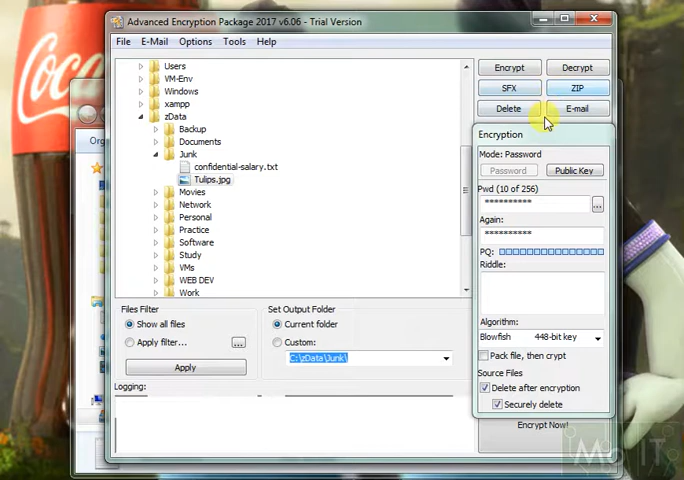 Coca
Advanced Encryption Package 2017 v6.06 - Trial Version
File E-Mail Options Tools Help
Users
VM-Env
Windows
xampp
zData
Backup
Documents
Junk
confidential-salary.txt
Tulips.jpg
Movies
Network
Personal
Practice
Software
Study
VMs
WEB DEV
Work
Encrypt Decrypt
SFX ZIP
Delete E-mail
Encryption
Mode: Password
Password Public Key
Pwd (10 of 256)
**********
...
Again:
**********
PQ:
Riddle:
Algorithm:
Blowfish 448-bit key
Pack file, then crypt
Source Files
Delete after encryption
Securely delete
Encrypt Now!
Files Filter
Show all files
Apply filter...
...
Apply
Set Output Folder
Current folder
Custom:
C:\zData\Junk\
Logging:
Org